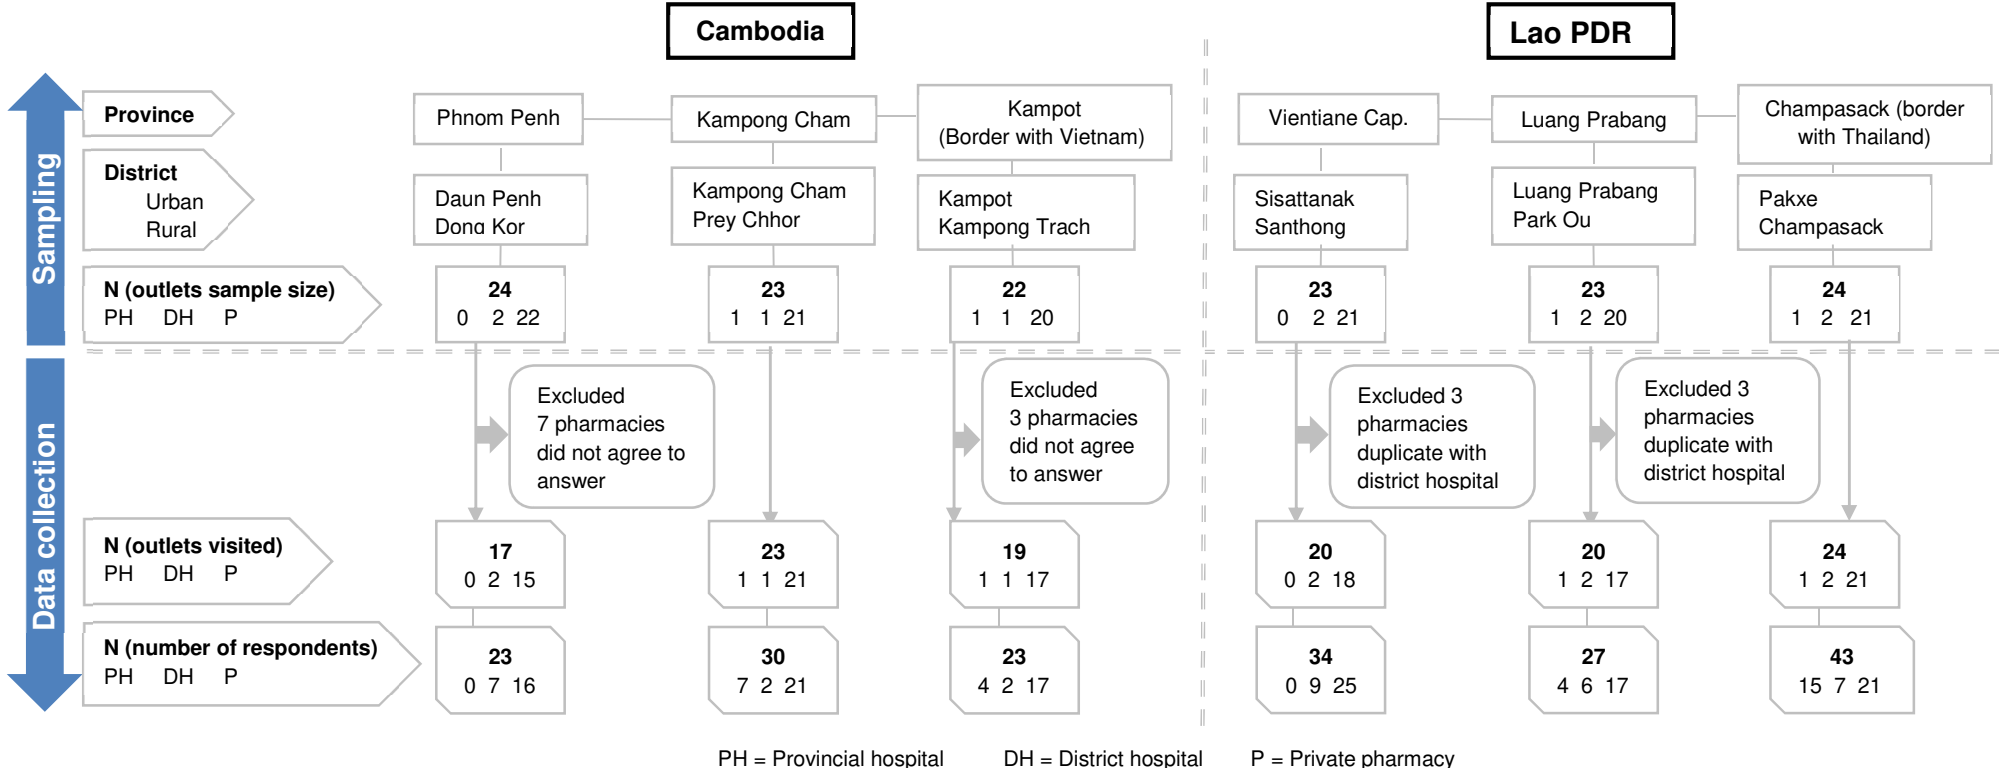 Cambodia
Lao PDR
Sampling
Province
Phnom Penh
Kampong Cham
Kampot
(Border with Vietnam)
Vientiane Cap.
Luang Prabang
Champasack (border
with Thailand)
District
Urban
Rural
Daun Penh
Dong Kor
Kampong Cham
Prey Chhor
Kampot
Kampong Trach
Sisattanak
Santhong
Luang Prabang
Park Ou
Pakxe
Champasack
N (outlets sample size)
PH DH P
24
0 2 22
23
1 1 21
22
1 1 20
23
0 2 21
23
1 2 20
24
1 2 21
Data collection
Excluded
7 pharmacies
did not agree to
answer
Excluded
3 pharmacies
did not agree
to answer
Excluded 3
pharmacies
duplicate with
district hospital
Excluded 3
pharmacies
duplicate with
district hospital
N (outlets visited)
PH DH P
17
0 2 15
23
1 1 21
19
1 1 17
20
0 2 18
20
1 2 17
24
1 2 21
N (number of respondents)
PH DH P
23
0 7 16
30
7 2 21
23
4 2 17
34
0 9 25
27
4 6 17
43
15 7 21
PH = Provincial hospital DH = District hospital P = Private pharmacy